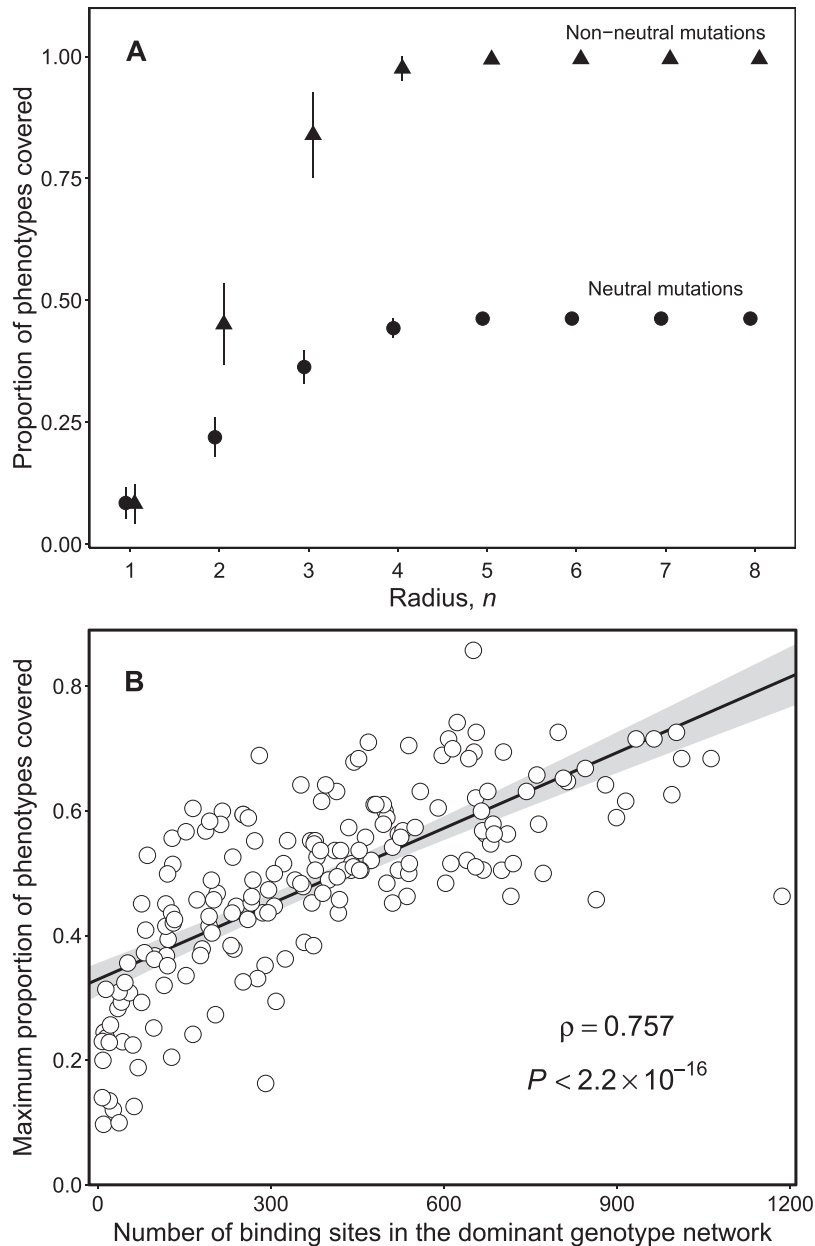 A
Non−neutral mutations
Neutral mutations
Proportion of phenotypes covered
1.00
0.75
0.50
0.25
0.00
1 2 3 4 5 6 7 8
Radius, n
B
Maximum proportion of phenotypes covered
0.8
0.6
0.4
0.2
0.0
ρ = 0.757
P < 2.2 × 10⁻¹⁶
0 300 600 900 1200
Number of binding sites in the dominant genotype network